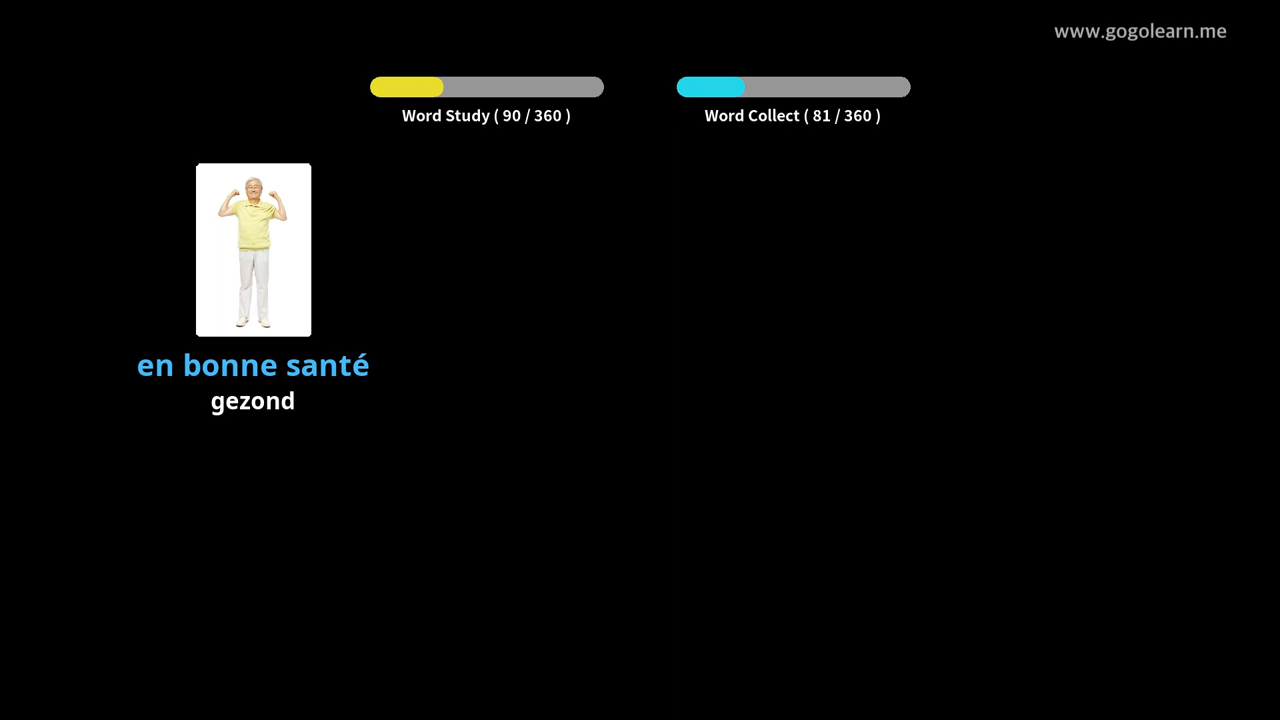 www.gogolearn.me
Word Study ( 90 / 360 )
Word Collect ( 81 / 360 )
en bonne santé
gezond